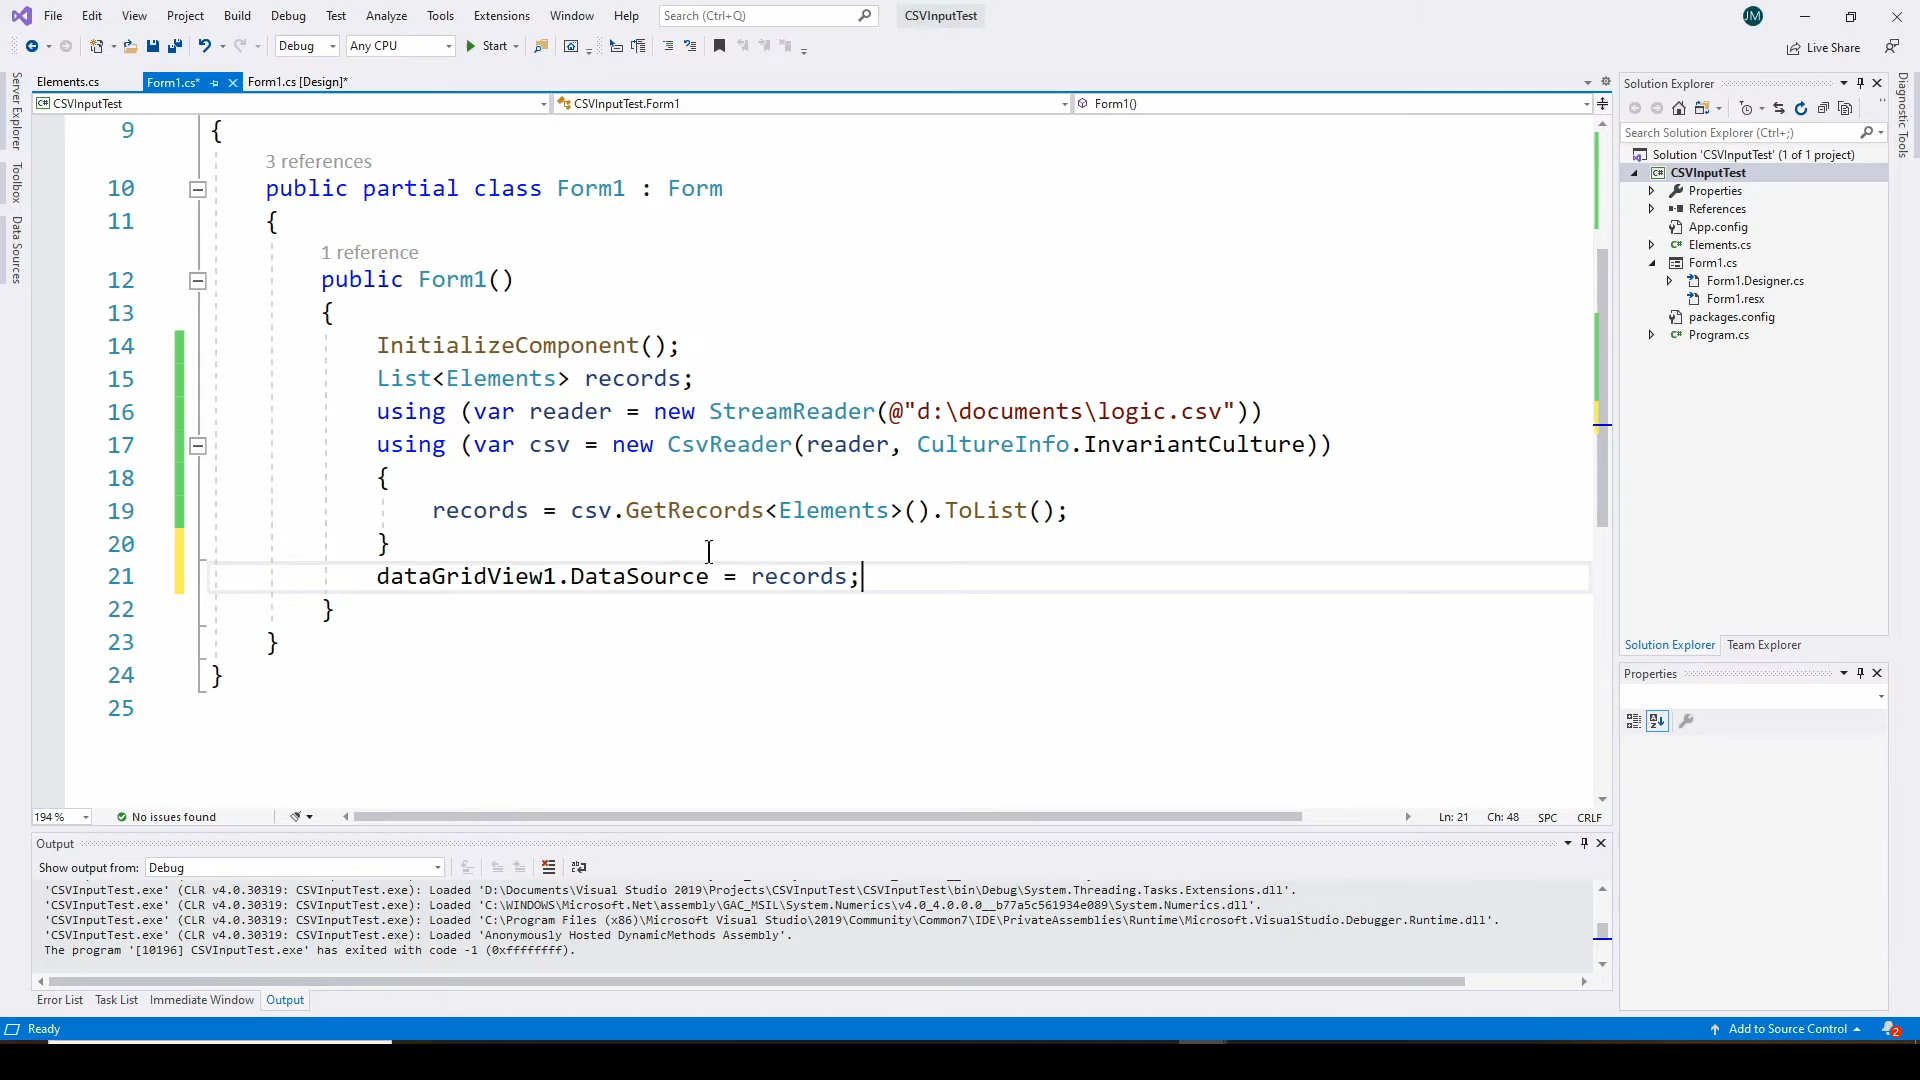 File Edit View Project Build Debug Test Analyze Tools Extensions Window Help Search (Ctrl+Q) CSVInputTest JM
Debug Any CPU Start Live Share
Elements.cs Form1.cs* Form1.cs [Design]*
CSVInputTest CSVInputTest.Form1 Form1()
Server Explorer
Toolbox
Data Sources
9 {
3 references
10 public partial class Form1 : Form
11 {
1 reference
12 public Form1()
13 {
14 InitializeComponent();
15 List<Elements> records;
16 using (var reader = new StreamReader(@"d:\documents\logic.csv"))
17 using (var csv = new CsvReader(reader, CultureInfo.InvariantCulture))
18 {
19 records = csv.GetRecords<Elements>().ToList();
20 }
21 dataGridView1.DataSource = records;
22 }
23 }
24 }
25
194 % No issues found Ln: 21 Ch: 48 SPC CRLF
Output
Show output from: Debug
'CSVInputTest.exe' (CLR v4.0.30319: CSVInputTest.exe): Loaded 'D:\Documents\Visual Studio 2019\Projects\CSVInputTest\CSVInputTest\bin\Debug\System.Threading.Tasks.Extensions.dll'.
'CSVInputTest.exe' (CLR v4.0.30319: CSVInputTest.exe): Loaded 'C:\WINDOWS\Microsoft.Net\assembly\GAC_MSIL\System.Numerics\v4.0_4.0.0.0__b77a5c561934e089\System.Numerics.dll'.
'CSVInputTest.exe' (CLR v4.0.30319: CSVInputTest.exe): Loaded 'C:\Program Files (x86)\Microsoft Visual Studio\2019\Community\Common7\IDE\PrivateAssemblies\Runtime\Microsoft.VisualStudio.Debugger.Runtime.dll'.
'CSVInputTest.exe' (CLR v4.0.30319: CSVInputTest.exe): Loaded 'Anonymously Hosted DynamicMethods Assembly'.
The program '[10196] CSVInputTest.exe' has exited with code -1 (0xffffffff).
Error List Task List Immediate Window Output
Ready Add to Source Control 2
Solution Explorer
Search Solution Explorer (Ctrl+;)
Solution 'CSVInputTest' (1 of 1 project)
C# CSVInputTest
Properties
References
App.config
C# Elements.cs
Form1.cs
Form1.Designer.cs
Form1.resx
packages.config
C# Program.cs
Solution Explorer Team Explorer
Properties
Diagnostic Tools